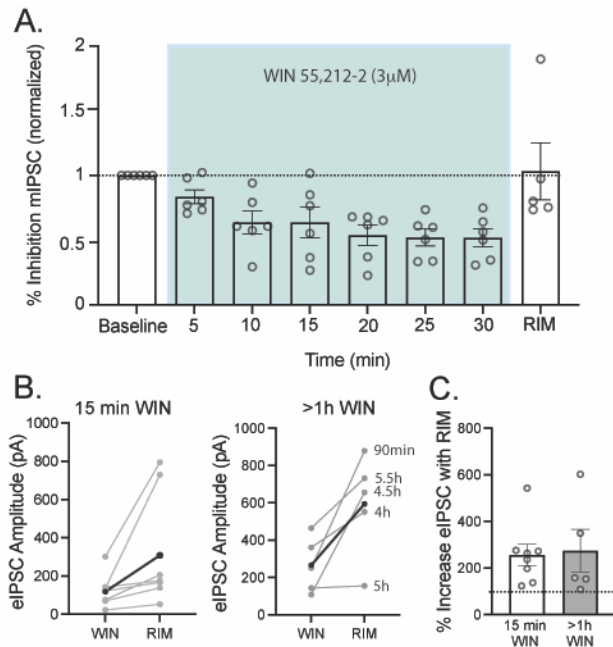 A.
% Inhibition mIPSC (normalized)
2
1.5
1
0.5
0
WIN 55,212-2 (3μM)
Baseline 5 10 15 20 25 30 RIM
Time (min)
B.
15 min WIN
eIPSC Amplitude (pA)
1000
800
600
400
200
0
WIN RIM
>1h WIN
eIPSC Amplitude (pA)
1000
800
600
400
200
0
90min
5.5h
4.5h
4h
5h
WIN RIM
C.
% Increase eIPSC with RIM
800
600
400
200
0
15 min WIN
>1h WIN